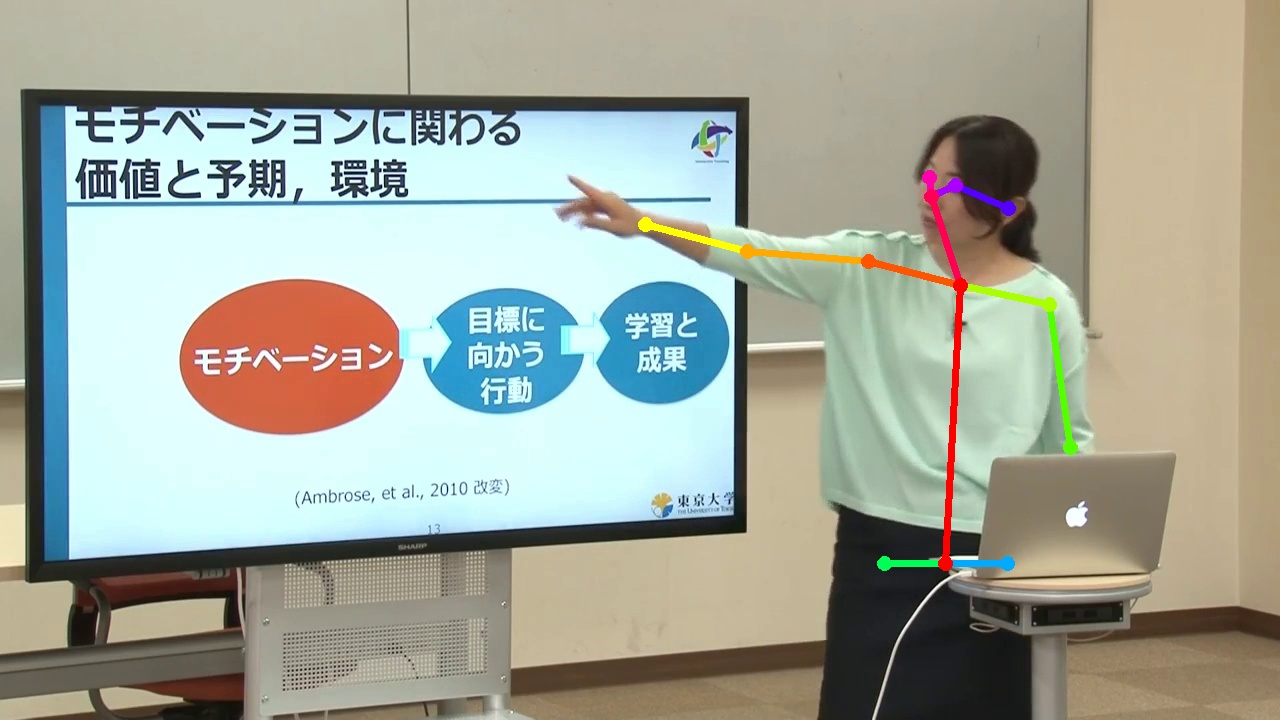 モチベーションに関わる
価値と予期，環境
モチベーション
目標に
向かう
行動
学習と
成果
(Ambrose, et al., 2010 改変)
東京大学
13
SHARP